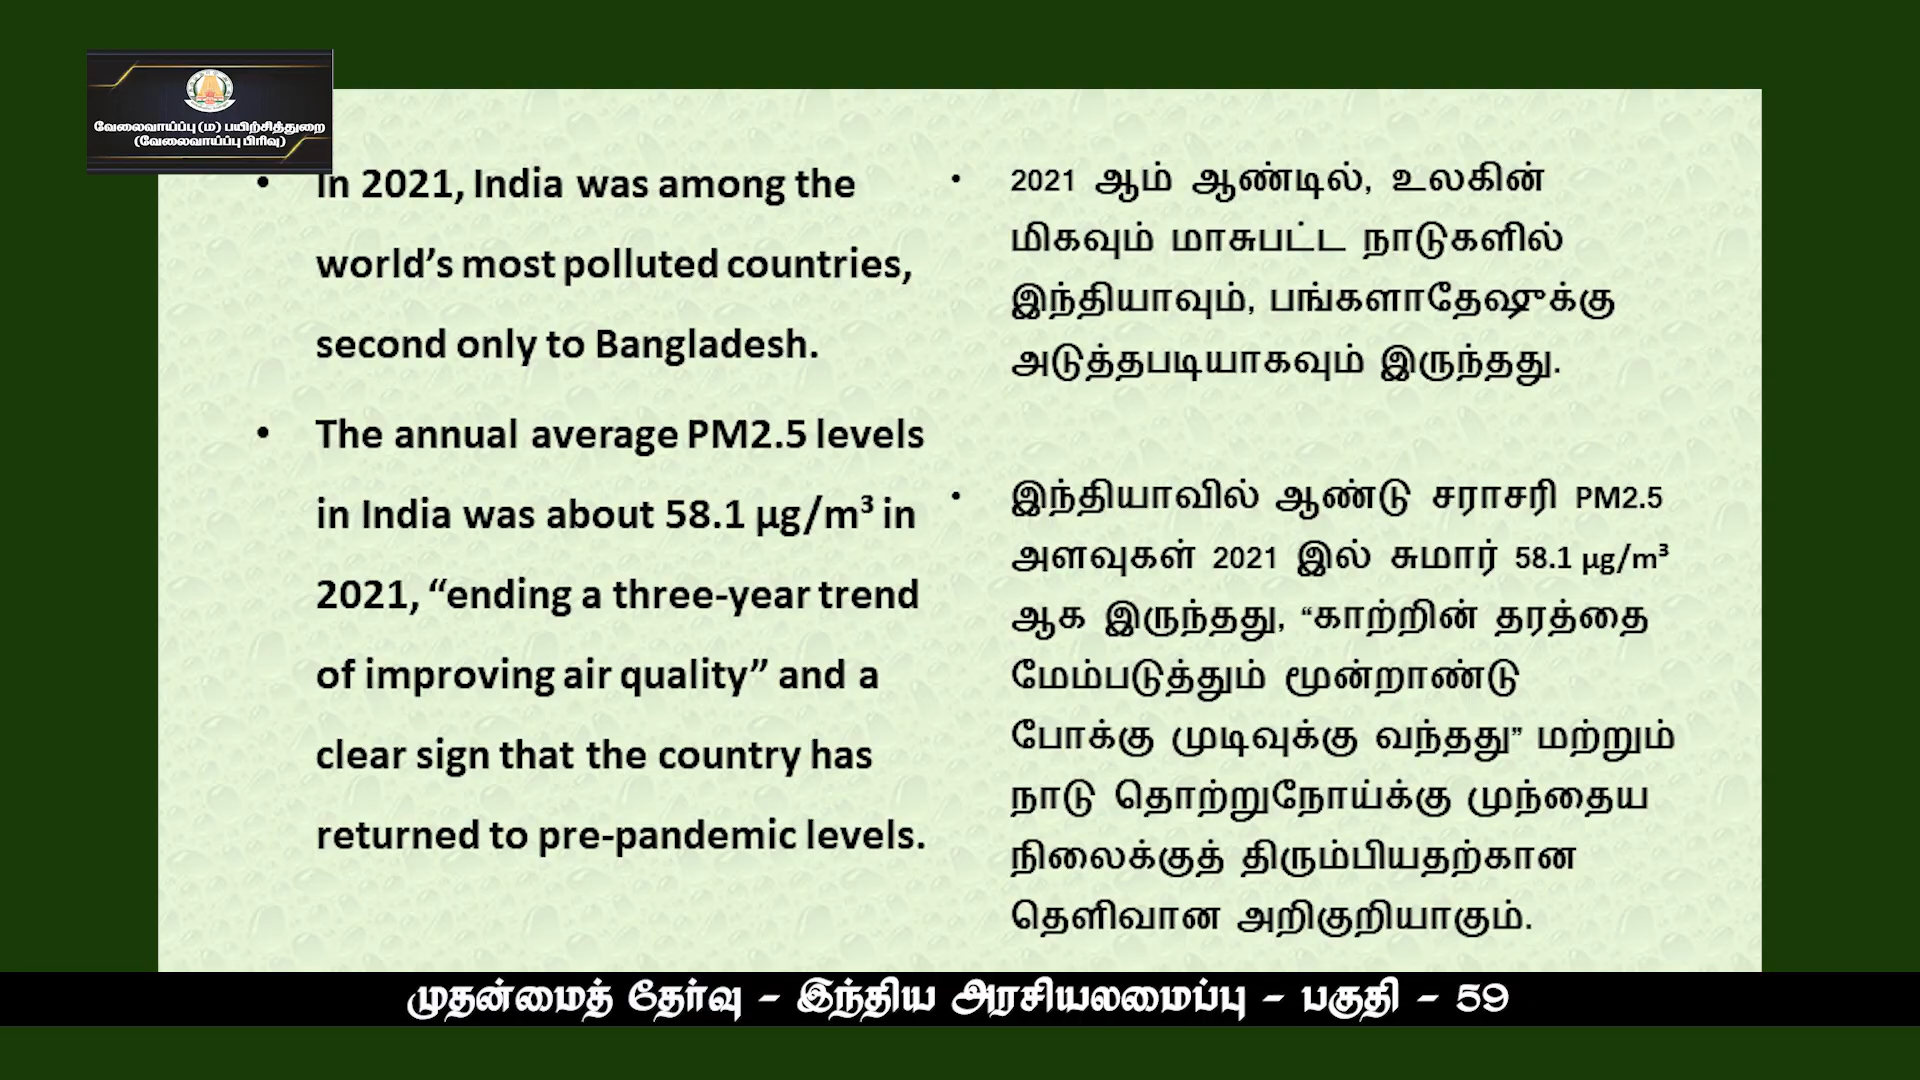 வேலைவாய்ப்பு (ம) பயிற்சித்துறை
(வேலைவாய்ப்பு பிரிவு)
• In 2021, India was among the
world’s most polluted countries,
second only to Bangladesh.
• The annual average PM2.5 levels
in India was about 58.1 µg/m³ in
2021, “ending a three-year trend
of improving air quality” and a
clear sign that the country has
returned to pre-pandemic levels.
• 2021 ஆம் ஆண்டில், உலகின்
மிகவும் மாசுபட்ட நாடுகளில்
இந்தியாவும், பங்களாதேஷுக்கு
அடுத்தபடியாகவும் இருந்தது.
• இந்தியாவில் ஆண்டு சராசரி PM2.5
அளவுகள் 2021 இல் சுமார் 58.1 µg/m³
ஆக இருந்தது, “காற்றின் தரத்தை
மேம்படுத்தும் மூன்றாண்டு
போக்கு முடிவுக்கு வந்தது” மற்றும்
நாடு தொற்றுநோய்க்கு முந்தைய
நிலைக்குத் திரும்பியதற்கான
தெளிவான அறிகுறியாகும்.
முதன்மைத் தேர்வு - இந்திய அரசியலமைப்பு - பகுதி - 59